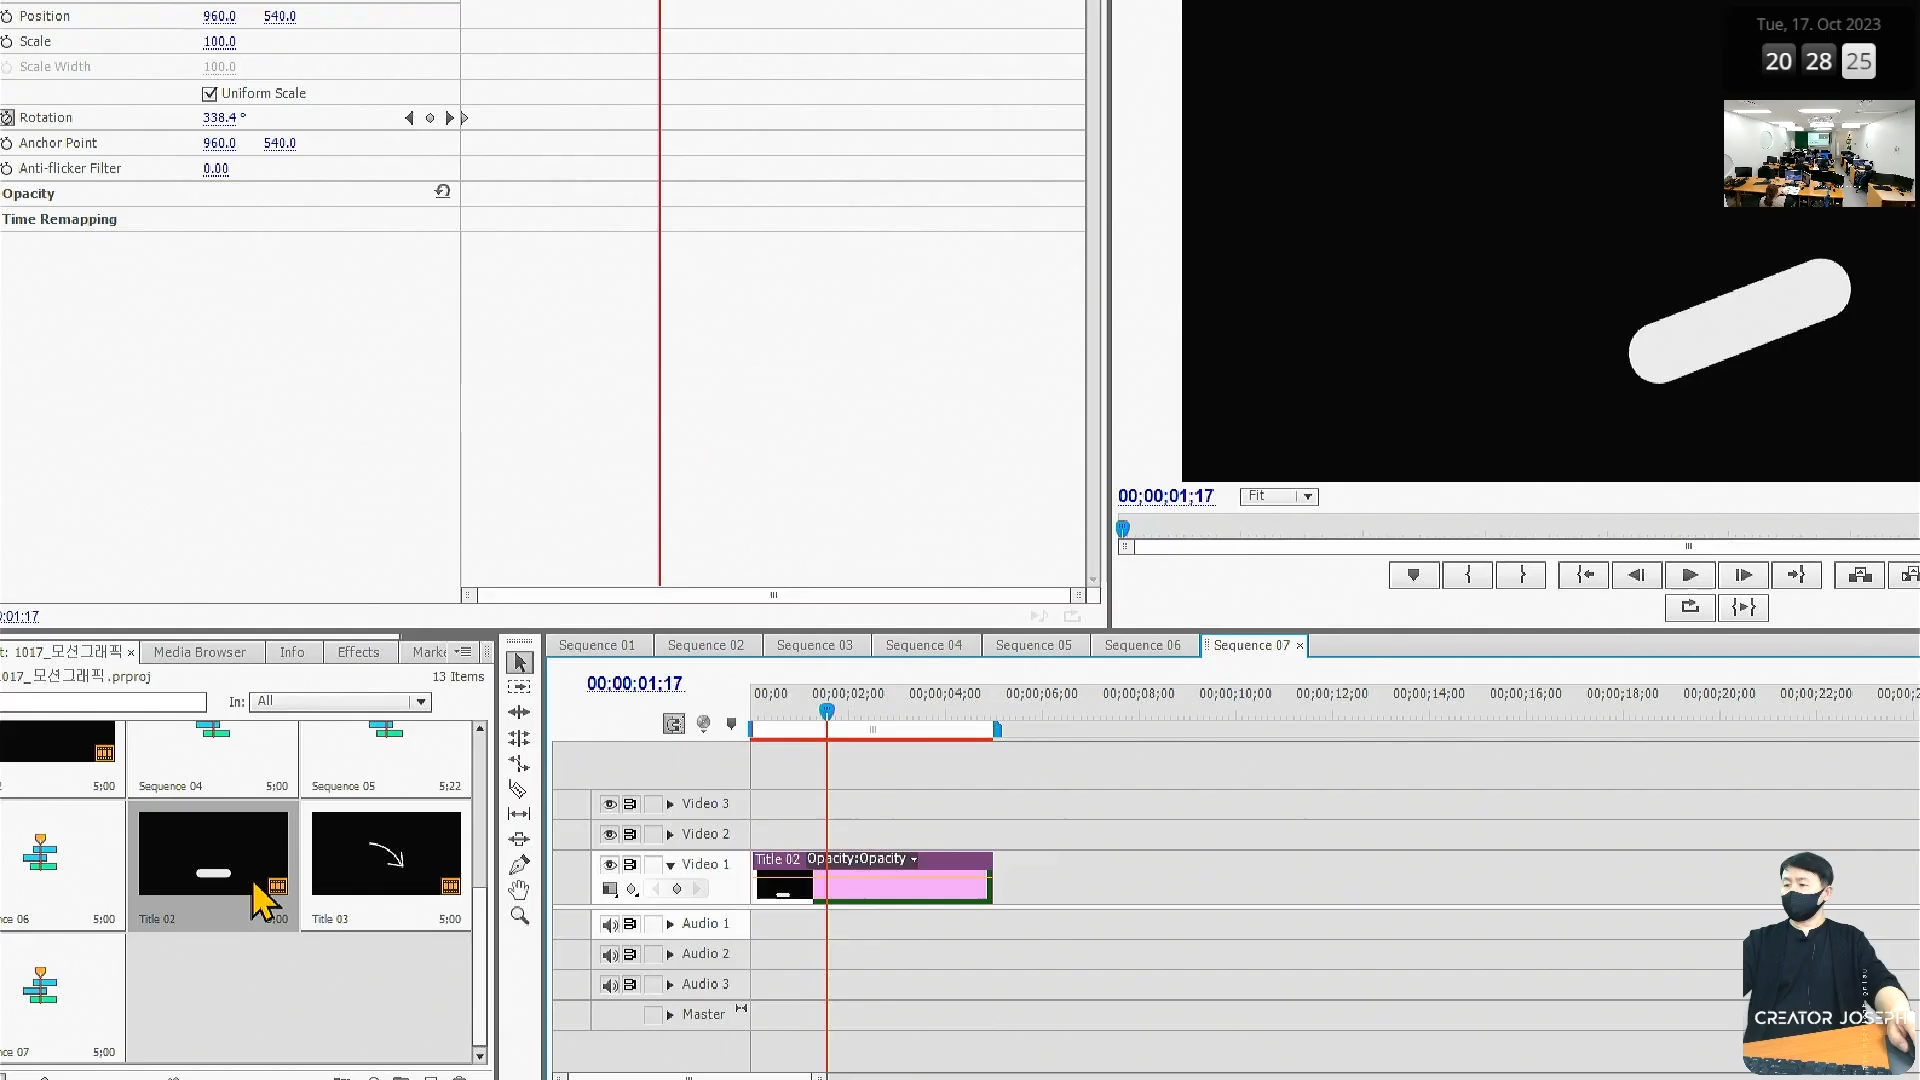 Position 960.0 540.0
Scale 100.0
Scale Width 100.0
Uniform Scale
Rotation 338.4 °
Anchor Point 960.0 540.0
Anti-flicker Filter 0.00
Opacity
Time Remapping
:01;17
Tue, 17. Oct 2023
20 28 25
00;00;01;17 Fit
t: 1017_모션그래픽 × Media Browser Info Effects Marke
017_모션그래픽.prproj 13 Items
In: All
5;00 Sequence 04 5;00 Sequence 05 5;22
ce 06 5;00 Title 02 Title 03 5;00
ce 07 5;00
Sequence 01 Sequence 02 Sequence 03 Sequence 04 Sequence 05 Sequence 06 Sequence 07 ×
00;00;01;17
00;00 00;00;02;00 00;00;04;00 00;00;06;00 00;00;08;00 00;00;10;00 00;00;12;00 00;00;14;00 00;00;16;00 00;00;18;00 00;00;20;00 00;00;22;00
Video 3
Video 2
Video 1
Title 02 Opacity:Opacity
Audio 1
Audio 2
Audio 3
Master
CREATOR JOSEPH